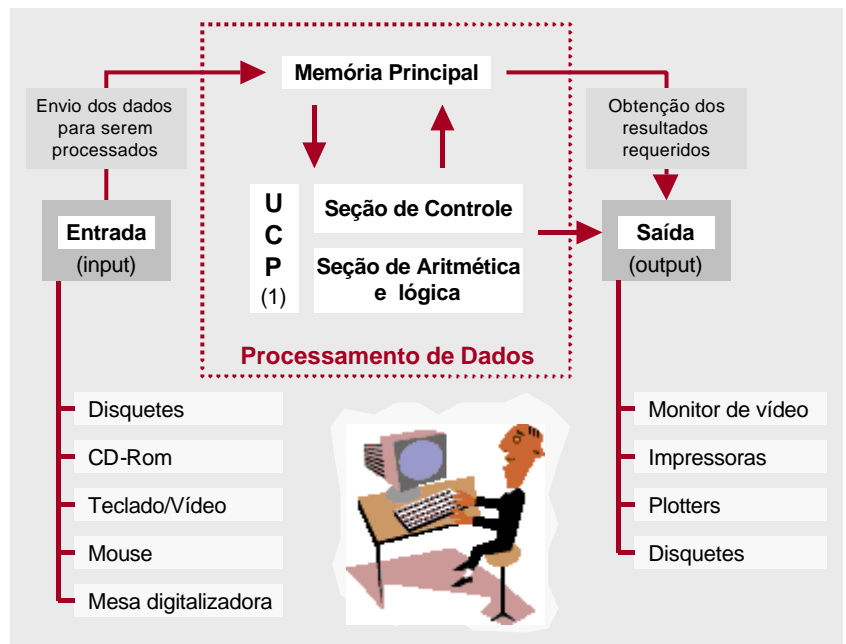 Memória Principal
Envio dos dados
para serem
processados
Obtenção dos
resultados
requeridos
Entrada
(input)
U
C
P
(1)
Seção de Controle
Seção de Aritmética
e lógica
Saída
(output)
Processamento de Dados
Disquetes
CD-Rom
Teclado/Vídeo
Mouse
Mesa digitalizadora
Monitor de vídeo
Impressoras
Plotters
Disquetes